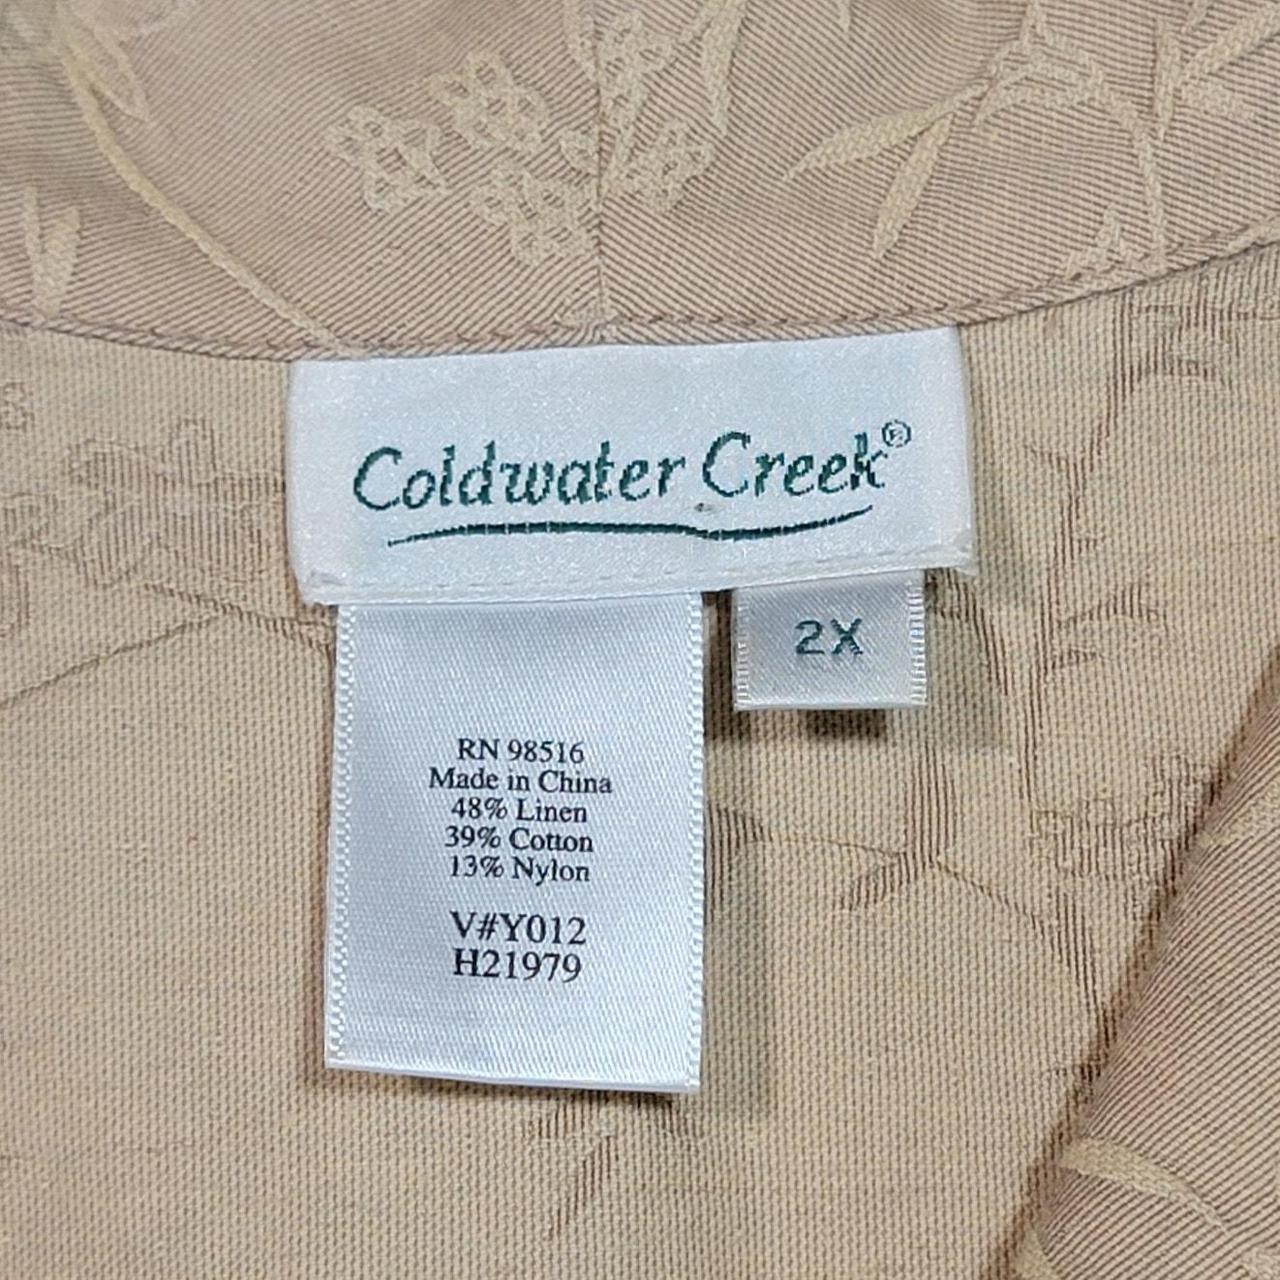 Coldwater Creek®
2X
RN 98516
Made in China
48% Linen
39% Cotton
13% Nylon
V#Y012
H21979